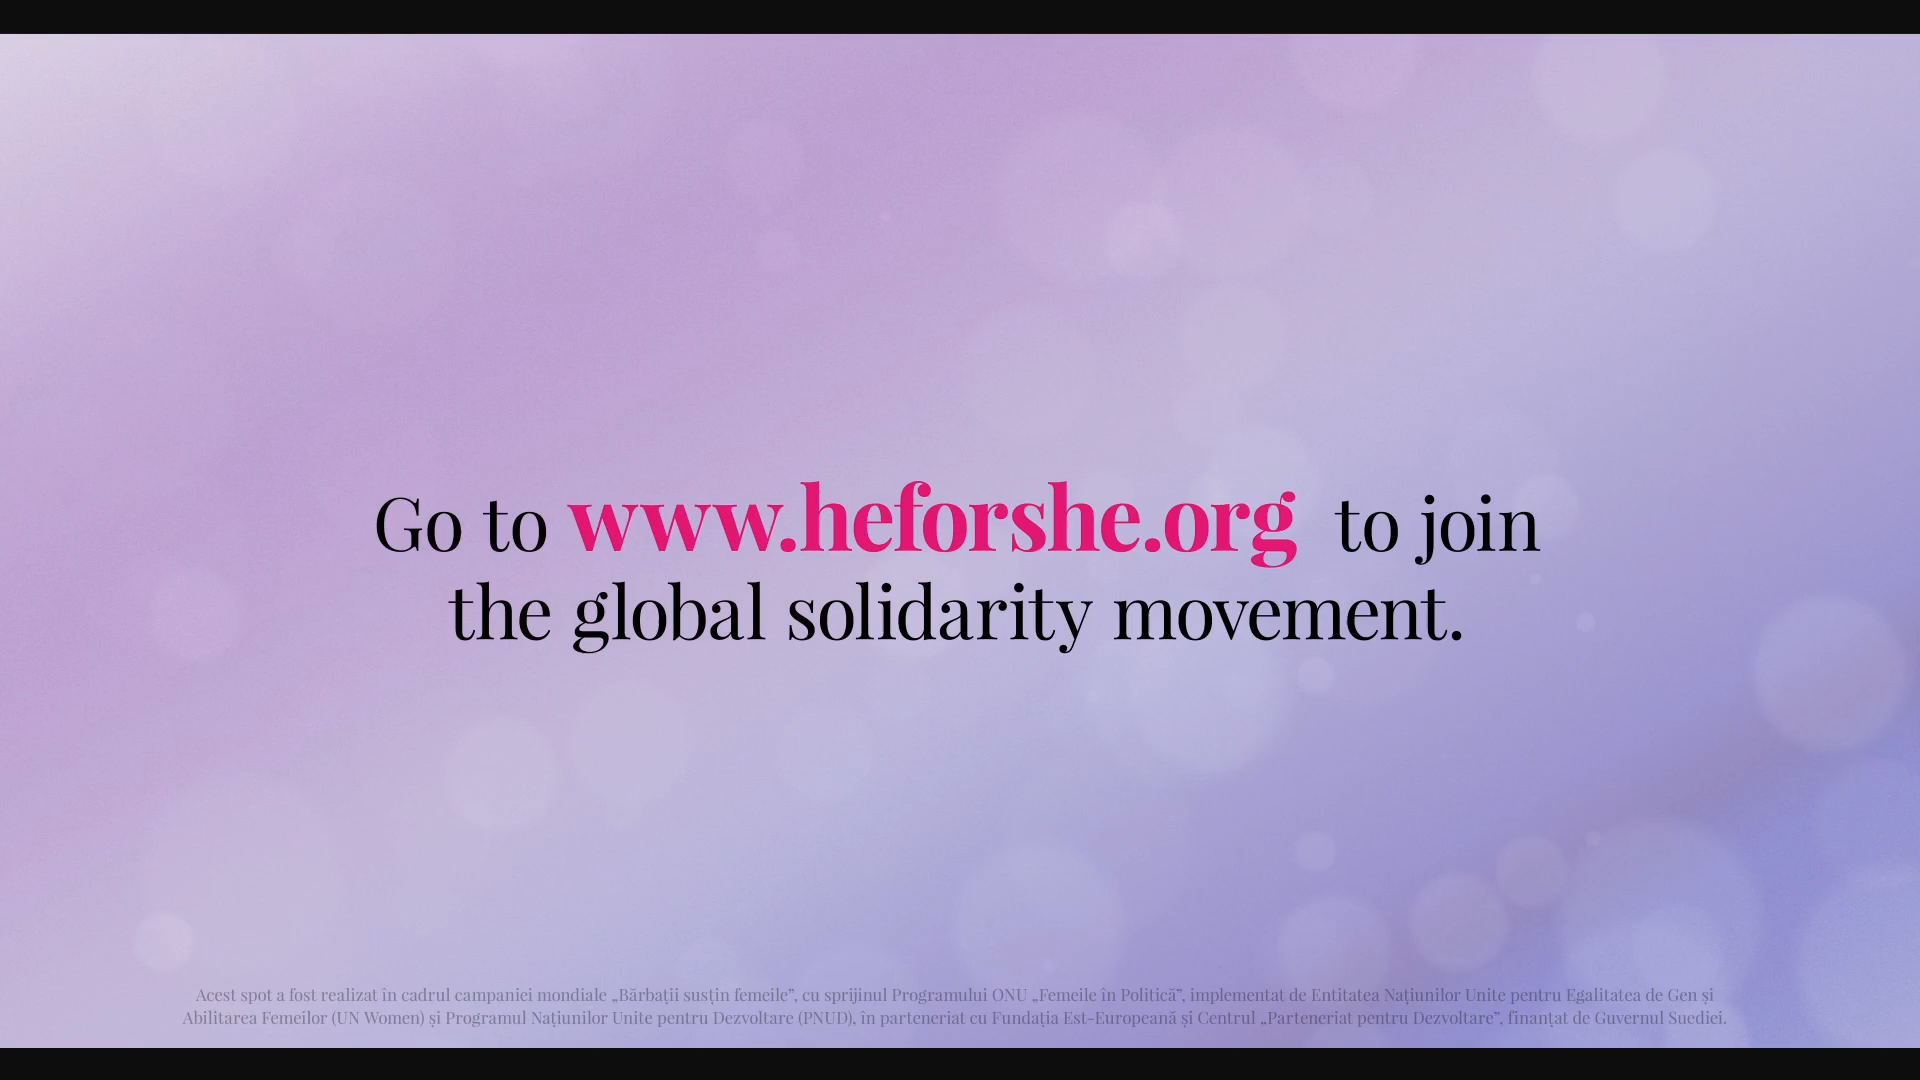 Go to www.heforshe.org to join
the global solidarity movement.
Acest spot a fost realizat în cadrul campaniei mondiale „Bărbații susțin femeile”, cu sprijinul Programului ONU „Femeile în Politică”, implementat de Entitatea Națiunilor Unite pentru Egalitatea de Gen și
Abilitarea Femeilor (UN Women) și Programul Națiunilor Unite pentru Dezvoltare (PNUD), în parteneriat cu Fundația Est-Europeană și Centrul „Parteneriat pentru Dezvoltare”, finanțat de Guvernul Suediei.